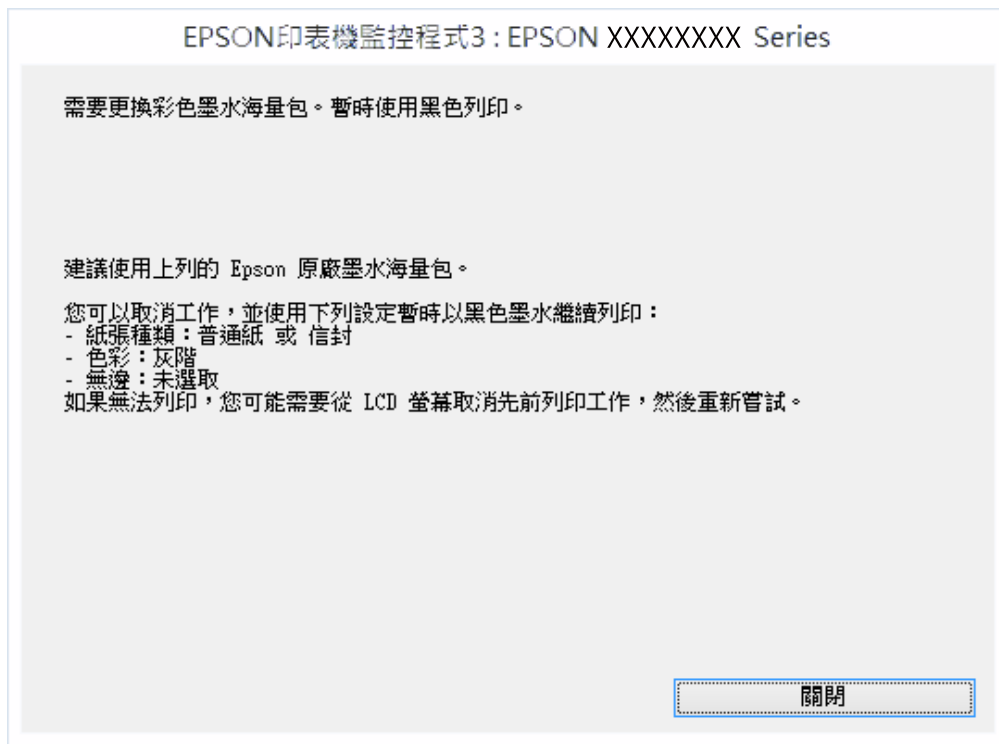 EPSON印表機監控程式3 : EPSON XXXXXXXX Series
需要更換彩色墨水海量包。暫時使用黑色列印。
建議使用上列的 Epson 原廠墨水海量包。
您可以取消工作，並使用下列設定暫時以黑色墨水繼續列印：
- 紙張種類：普通紙 或 信封
- 色彩：灰階
- 無邊：未選取
如果無法列印，您可能需要從 LCD 螢幕取消先前列印工作，然後重新嘗試。
關閉